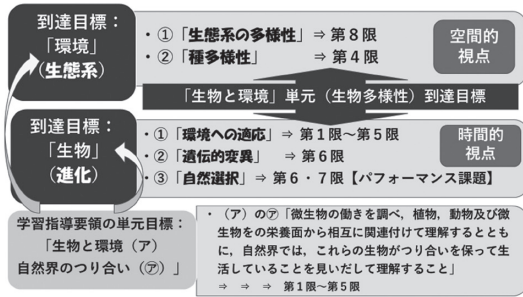 到達目標：
「環境」
（生態系）
・①「生態系の多様性」⇒ 第８限
・②「種多様性」　⇒ 第４限
空間的
視点
「生物と環境」単元（生物多様性）到達目標
到達目標：
「生物」
（進化）
・①「環境への適応」⇒ 第１限～第５限
・②「遺伝的変異」　⇒ 第６限
・③「自然選択」⇒ 第６・７限【パフォーマンス課題】
時間的
視点
学習指導要領の単元目標：
「生物と環境（ア）
自然界のつり合い（㋐）」
・（ア）の㋐「微生物の働きを調べ，植物，動物及び微
生物をの栄養面から相互に関連付けて理解するとと
もに，自然界では，これらの生物がつり合いを保って生
活していることを見いだして理解すること」
⇒　⇒　⇒　第１限～第５限